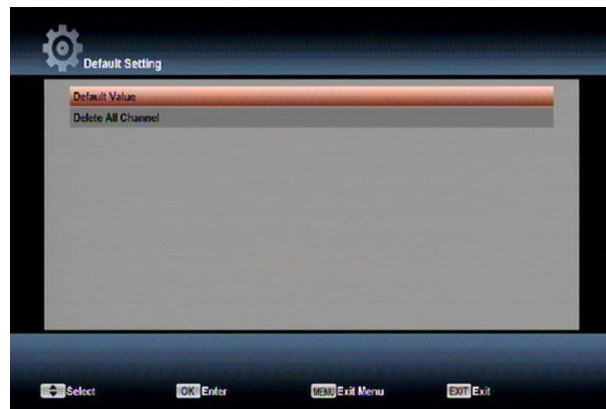 Default Setting
Default Value
Delete All Channel
Select OK Enter MENU Exit Menu EXIT Exit